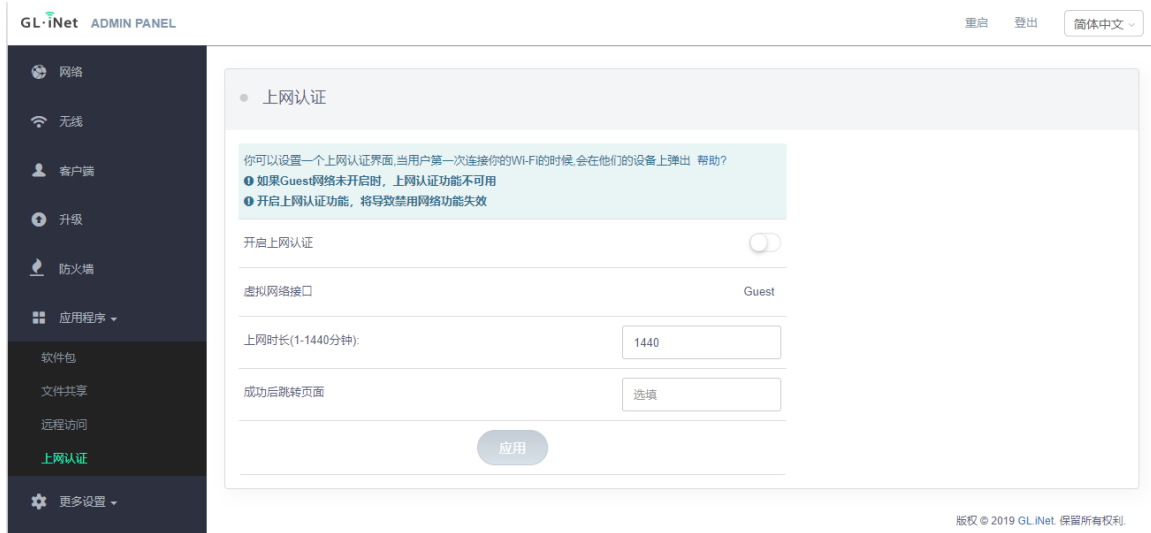 GL·iNet ADMIN PANEL
重启 登出 简体中文
网络
无线
客户端
升级
防火墙
应用程序
软件包
文件共享
远程访问
上网认证
更多设置
上网认证
你可以设置一个上网认证界面,当用户第一次连接你的Wi-Fi的时候,会在他们的设备上弹出 帮助?
如果Guest网络未开启时，上网认证功能不可用
开启上网认证功能，将导致禁用网络功能失效
开启上网认证
虚拟网络接口 Guest
上网时长(1-1440分钟): 1440
成功后跳转页面 选填
应用
版权 © 2019 GL.iNet. 保留所有权利.